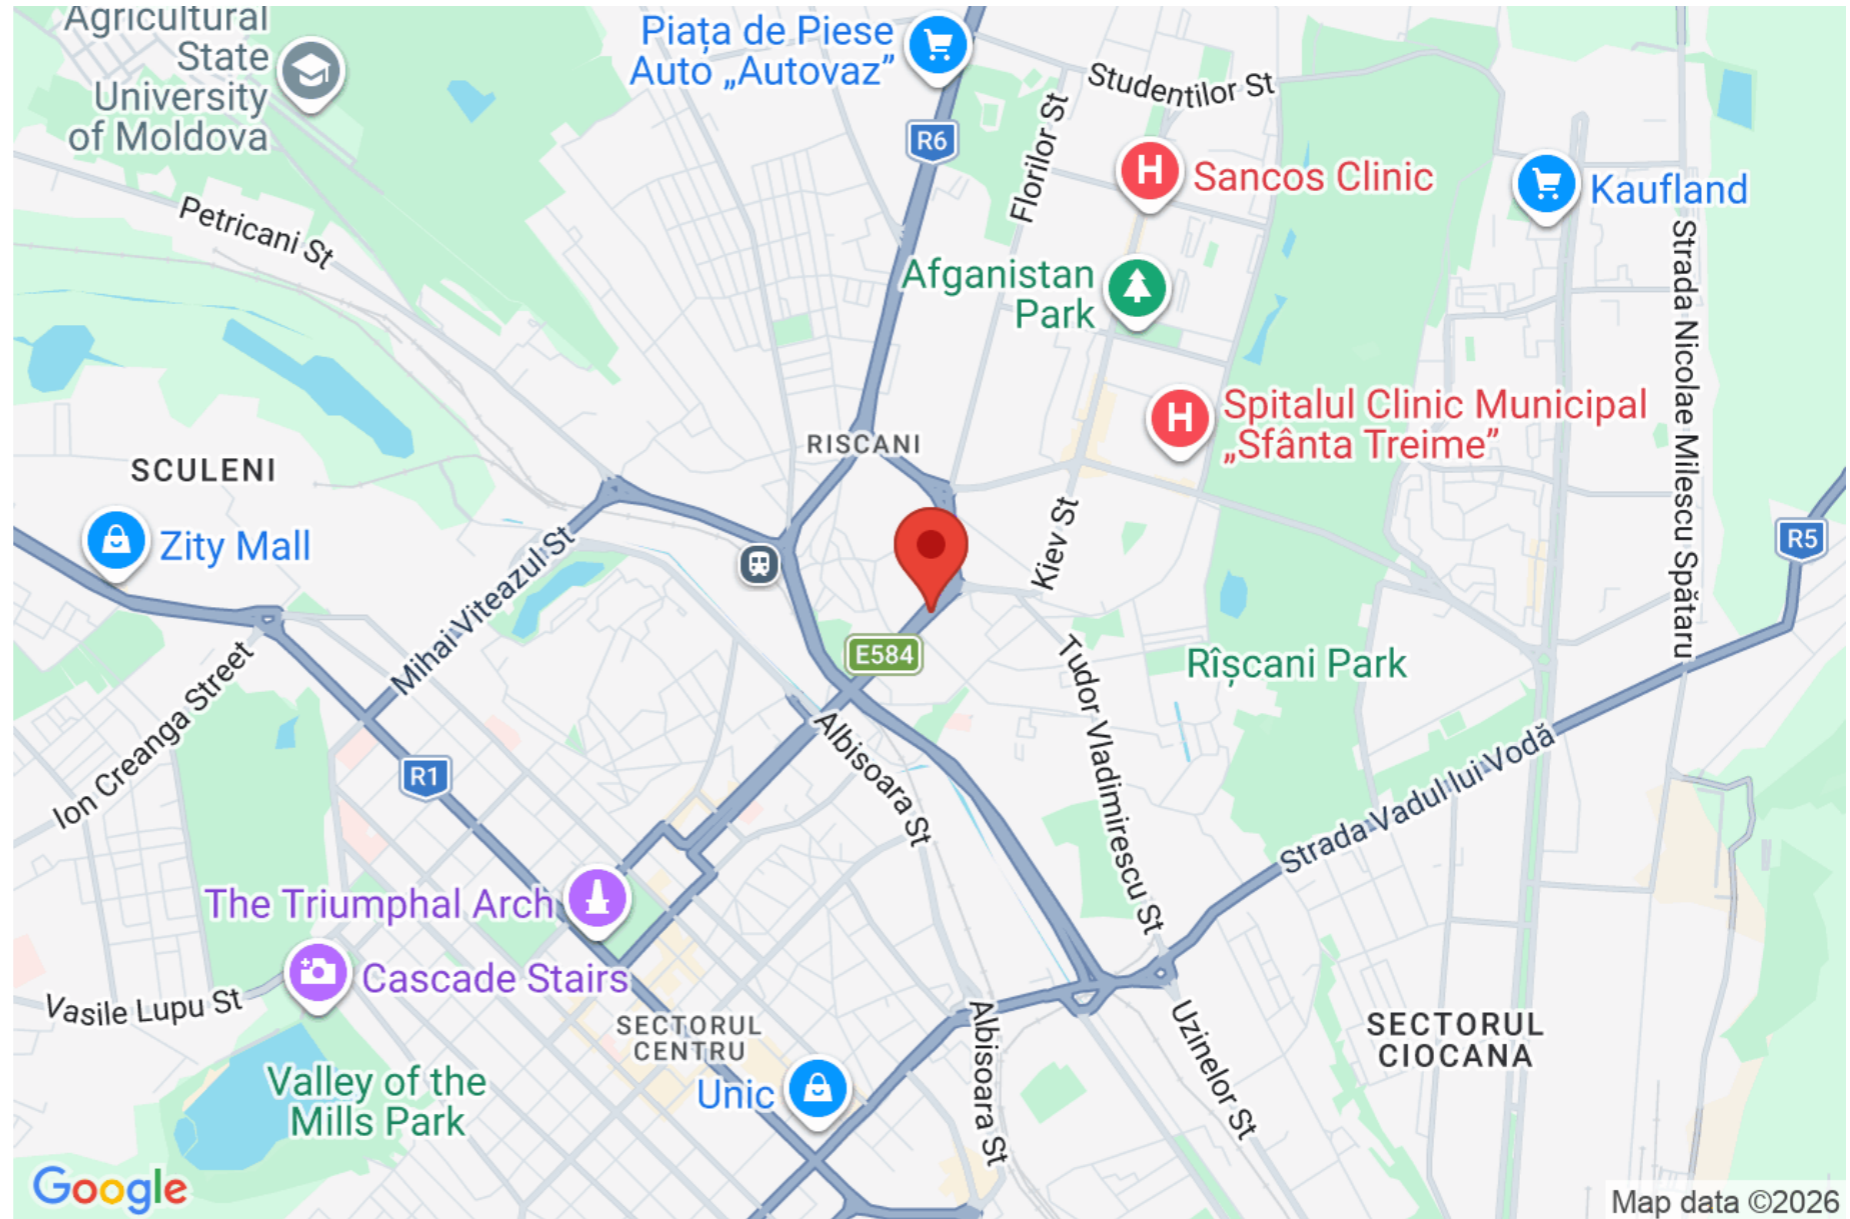 Agricultural
State
University
of Moldova
Piața de Piese
Auto „Autovaz”
R6
Studentilor St
Florilor St
Sancos Clinic
Kaufland
Petricani St
Afganistan
Park
Strada Nicolae Milescu Spătaru
Spitalul Clinic Municipal
„Sfânta Treime”
RISCANI
SCULENI
Zity Mall
Mihai Viteazul St
Kiev St
R5
E584
Ion Creanga Street
Tudor Vladimirescu St
Rîșcani Park
R1
Albisoara St
Strada Vadul lui Vodă
The Triumphal Arch
Cascade Stairs
Vasile Lupu St
SECTORUL
CENTRU
Albisoara St
Uzinelor St
SECTORUL
CIOCANA
Valley of the
Mills Park
Unic
Google
Map data ©2026